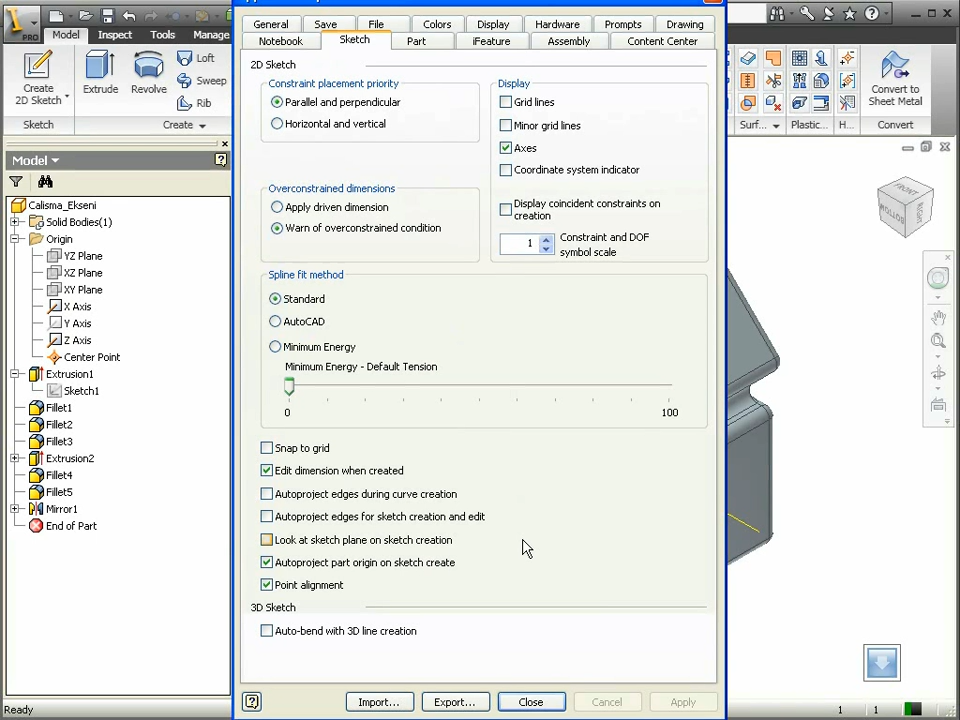 General Save File Colors Display Hardware Prompts Drawing
Notebook Sketch Part iFeature Assembly Content Center
PRO
Model Inspect Tools Manage
Create
2D Sketch
Extrude
Revolve
Loft
Sweep
Rib
Sketch
Create
Convert to
Sheet Metal
Surf...
Plastic...
H...
Convert
Model
Calisma_Ekseni
Solid Bodies(1)
Origin
YZ Plane
XZ Plane
XY Plane
X Axis
Y Axis
Z Axis
Center Point
Extrusion1
Sketch1
Fillet1
Fillet2
Fillet3
Extrusion2
Fillet4
Fillet5
Mirror1
End of Part
2D Sketch
Constraint placement priority
Parallel and perpendicular
Horizontal and vertical
Overconstrained dimensions
Apply driven dimension
Warn of overconstrained condition
Display
Grid lines
Minor grid lines
Axes
Coordinate system indicator
Display coincident constraints on
creation
1
Constraint and DOF
symbol scale
Spline fit method
Standard
AutoCAD
Minimum Energy
Minimum Energy - Default Tension
0 100
Snap to grid
Edit dimension when created
Autoproject edges during curve creation
Autoproject edges for sketch creation and edit
Look at sketch plane on sketch creation
Autoproject part origin on sketch create
Point alignment
3D Sketch
Auto-bend with 3D line creation
Import... Export... Close Cancel Apply
FRONT
RIGHT
Ready
1 1